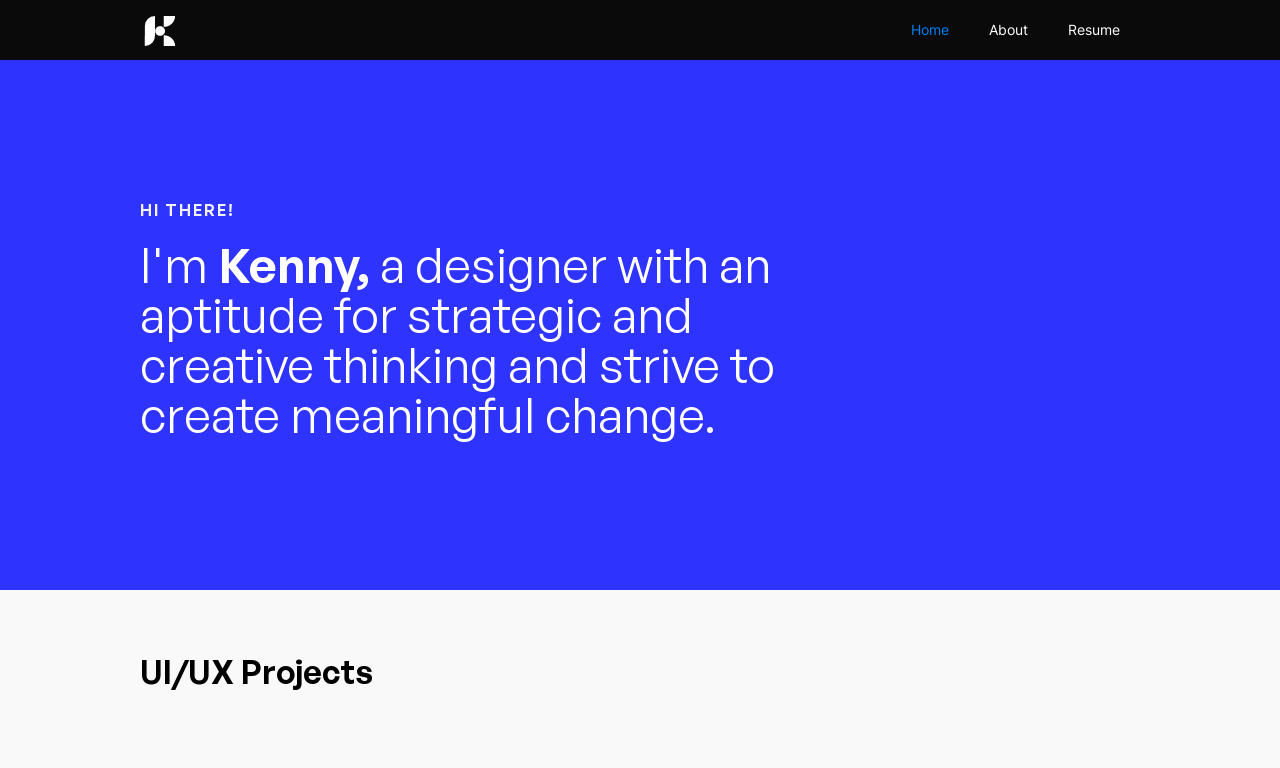 Home About Resume
HI THERE!
I'm Kenny, a designer with an
aptitude for strategic and
creative thinking and strive to
create meaningful change.
UI/UX Projects